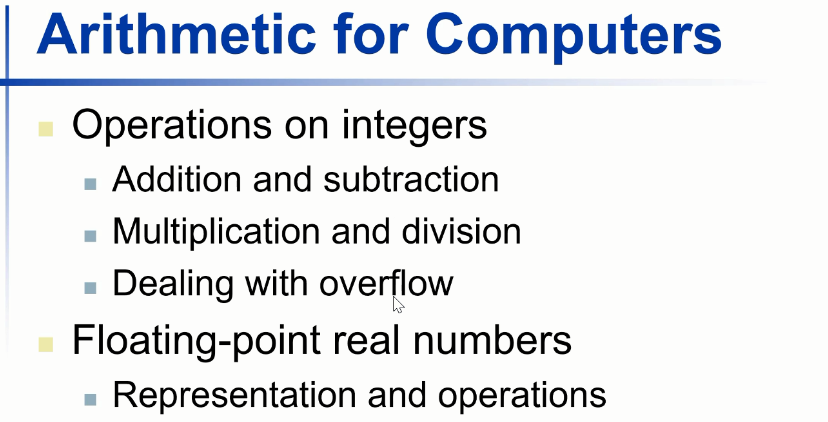 Arithmetic for Computers
Operations on integers
Addition and subtraction
Multiplication and division
Dealing with overflow
Floating-point real numbers
Representation and operations